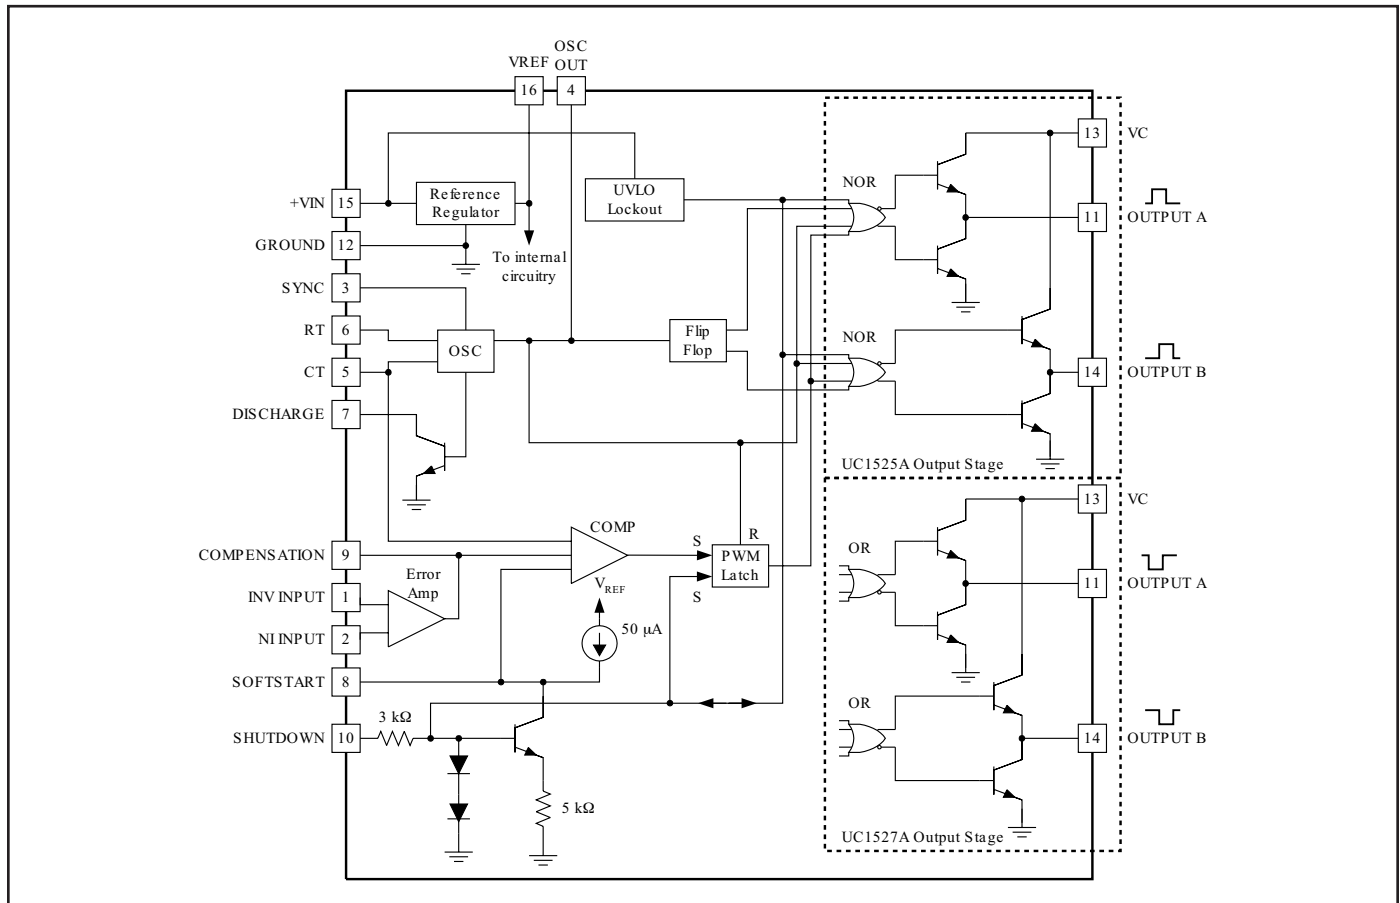 OSC
VREF OUT
16 4
13 VC
+VIN 15
Reference
Regulator
UVLO
Lockout
NOR
11 OUTPUT A
GROUND 12
To internal
circuitry
SYNC 3
RT 6
OSC
Flip
Flop
NOR
CT 5
14 OUTPUT B
DISCHARGE 7
UC1525A Output Stage
13 VC
COMP
COMPENSATION 9
S R
PWM
Latch
S
OR
11 OUTPUT A
Error
Amp
INV INPUT 1
VREF
50 µA
NI INPUT 2
SOFTSTART 8
OR
3 kΩ
SHUTDOWN 10
14 OUTPUT B
5 kΩ
UC1527A Output Stage